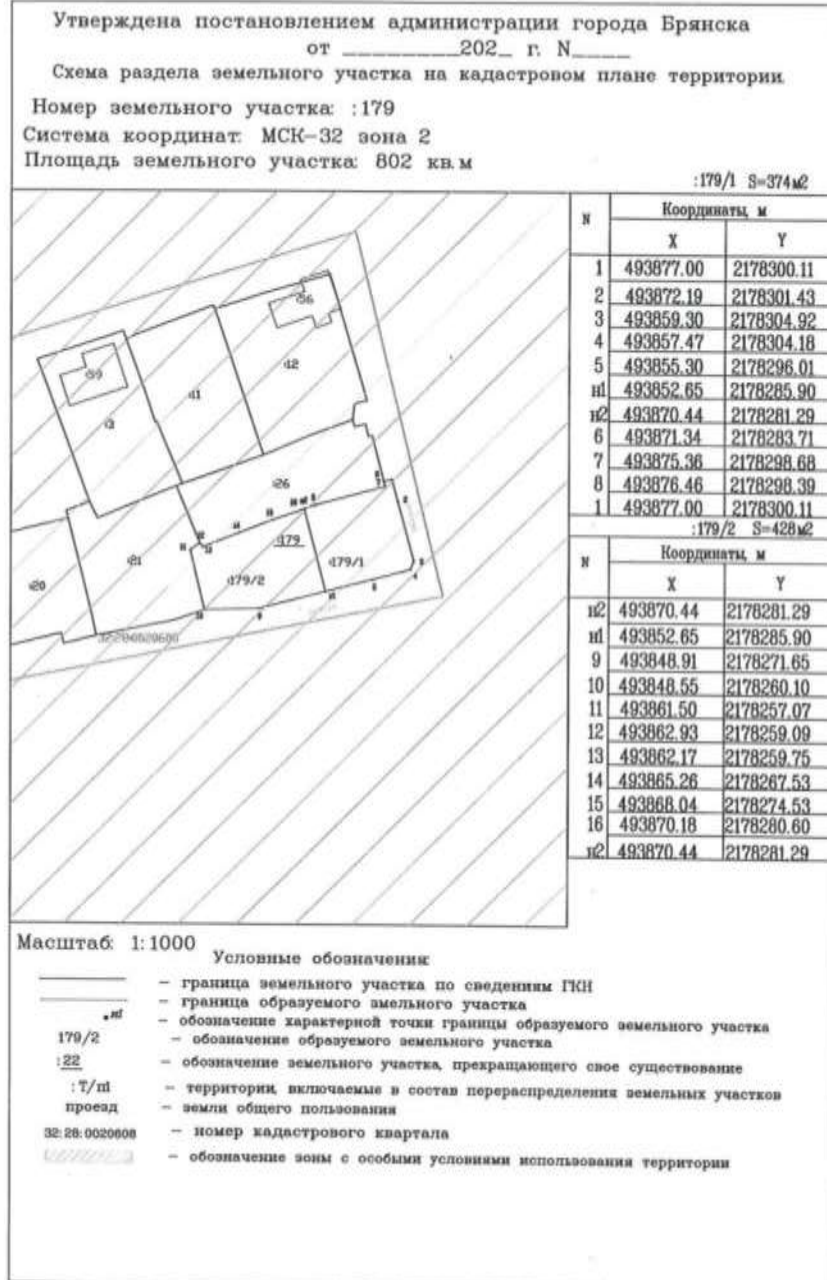 Утверждена постановлением администрации города Брянска
от _________202_ г. N_____
Схема раздела земельного участка на кадастровом плане территории
Номер земельного участка: :179
Система координат: МСК-32 зона 2
Площадь земельного участка: 802 кв.м
:179/1 S=374м2
N Координаты, м
X Y
1 493877.00 2178300.11
2 493872.19 2178301.43
3 493859.30 2178304.92
4 493857.47 2178304.18
5 493855.30 2178296.01
н1 493852.65 2178285.90
н2 493870.44 2178281.29
6 493871.34 2178283.71
7 493875.36 2178298.68
8 493876.46 2178298.39
1 493877.00 2178300.11
:179/2 S=428м2
N Координаты, м
X Y
н2 493870.44 2178281.29
н1 493852.65 2178285.90
9 493848.91 2178271.65
10 493848.55 2178260.10
11 493861.50 2178257.07
12 493862.93 2178259.09
13 493862.17 2178259.75
14 493865.26 2178267.53
15 493868.04 2178274.53
16 493870.18 2178280.60
н2 493870.44 2178281.29
:36
:39
:12
:11
:3
:26
:179
:21
:179/1
:179/2
:20
Масштаб: 1:1000
Условные обозначения:
– граница земельного участка по сведениям ГКН
– граница образуемого змельного участка
.н1 – обозначение характерной точки границы образуемого земельного участка
179/2 – обозначение образуемого земельного участка
:22 – обозначение земельного участка, прекращающего свое существование
:Т/п1 – территории, включаемые в состав перераспределения земельных участков
проезд – земли общего пользования
32:28:0020608 – номер кадастрового квартала
– обозначение зоны с особыми условиями использования территории